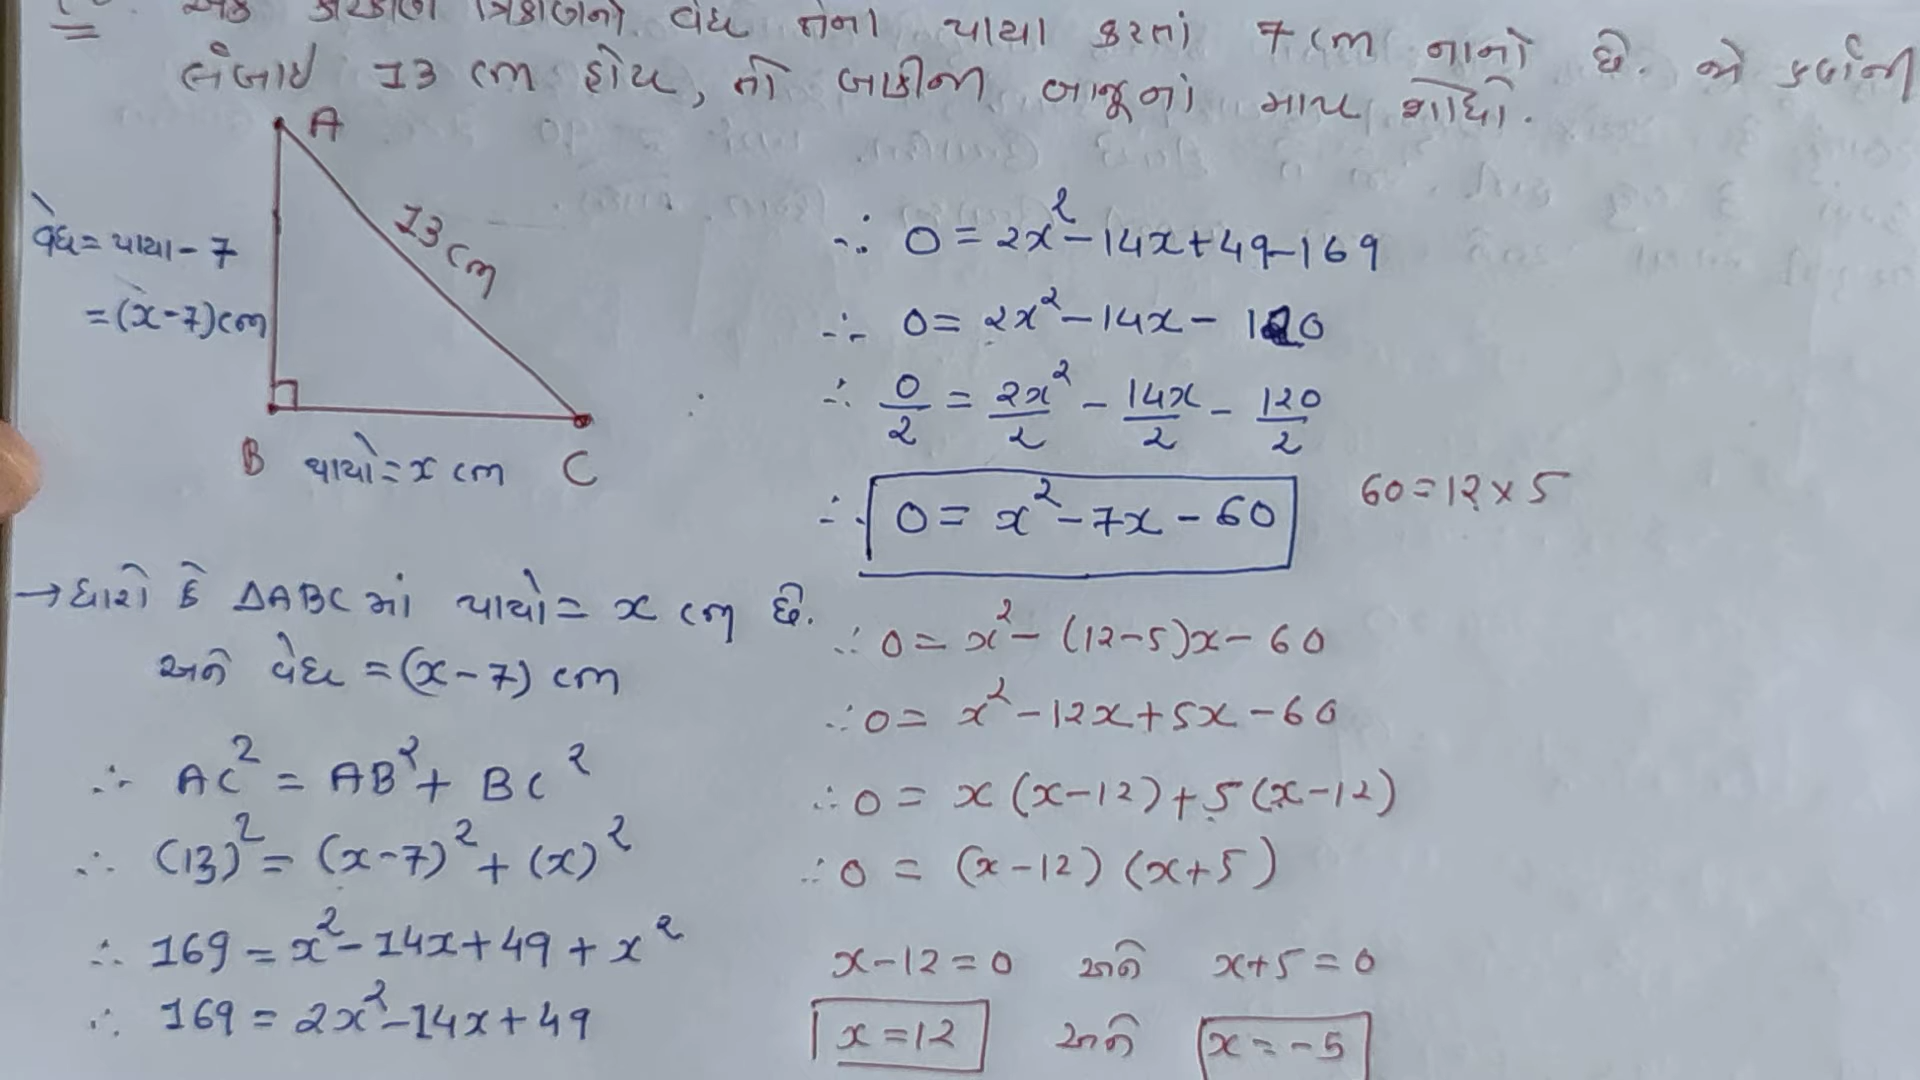 એક કાટકોણ ત્રિકોણનો વેધ તેના પાયા કરતાં 7 cm નાનો છે. જો કર્ણની
લંબાઈ 13 cm હોય, તો બાકીની બાજુનાં માપ શોધો.
A
13 cm
વેધ = પાયા - 7
= (x-7) cm
B
પાયો = x cm
C
→ ધારો કે ΔABC માં પાયો = x cm છે.
અને વેધ = (x-7) cm
∴ AC² = AB² + BC²
∴ (13)² = (x-7)² + (x)²
∴ 169 = x² - 14x + 49 + x²
∴ 169 = 2x² - 14x + 49
∴ 0 = 2x² - 14x + 49 - 169
∴ 0 = 2x² - 14x - 120
∴ 0/2 = 2x²/2 - 14x/2 - 120/2
∴ 0 = x² - 7x - 60
60 = 12 × 5
∴ 0 = x² - (12-5)x - 60
∴ 0 = x² - 12x + 5x - 60
∴ 0 = x (x-12) + 5 (x-12)
∴ 0 = (x-12) (x+5)
x-12 = 0 અને x+5 = 0
x = 12 અને x = -5